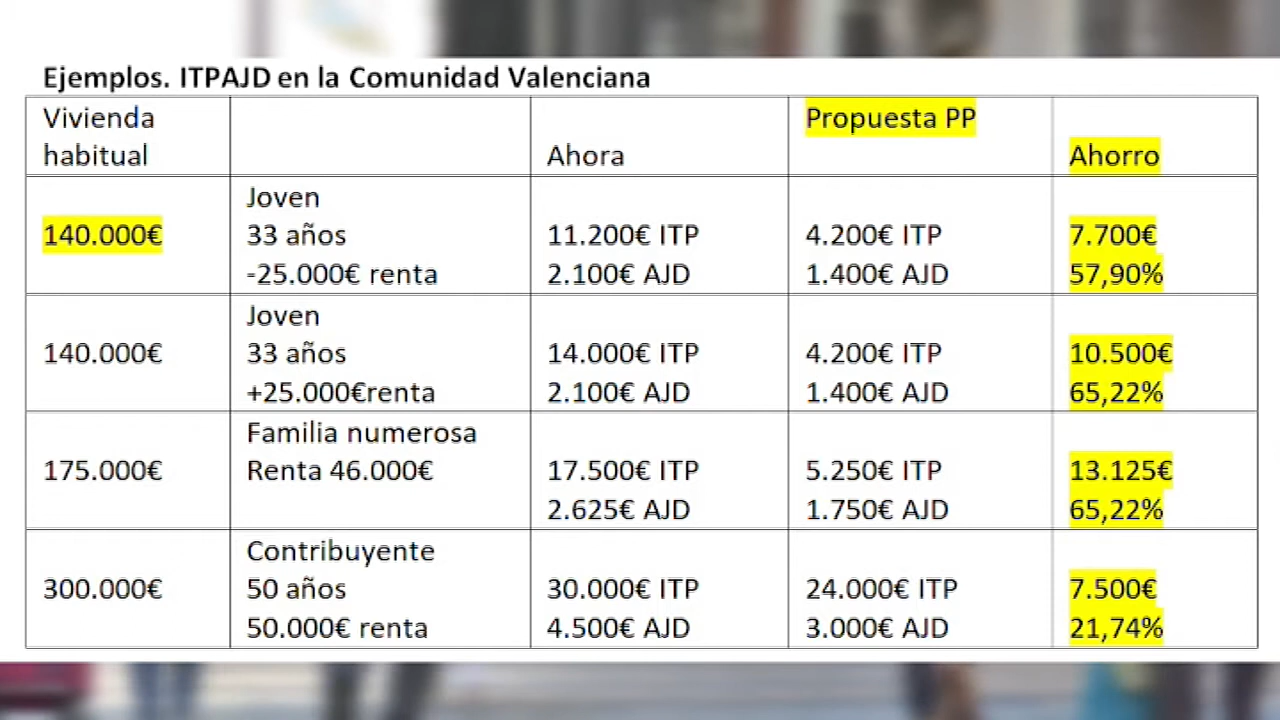 Ejemplos. ITPAJD en la Comunidad Valenciana
Vivienda habitual
Ahora
Propuesta PP
Ahorro
140.000€
Joven
33 años
-25.000€ renta
11.200€ ITP
2.100€ AJD
4.200€ ITP
1.400€ AJD
7.700€
57,90%
140.000€
Joven
33 años
+25.000€renta
14.000€ ITP
2.100€ AJD
4.200€ ITP
1.400€ AJD
10.500€
65,22%
175.000€
Familia numerosa
Renta 46.000€
17.500€ ITP
2.625€ AJD
5.250€ ITP
1.750€ AJD
13.125€
65,22%
300.000€
Contribuyente
50 años
50.000€ renta
30.000€ ITP
4.500€ AJD
24.000€ ITP
3.000€ AJD
7.500€
21,74%